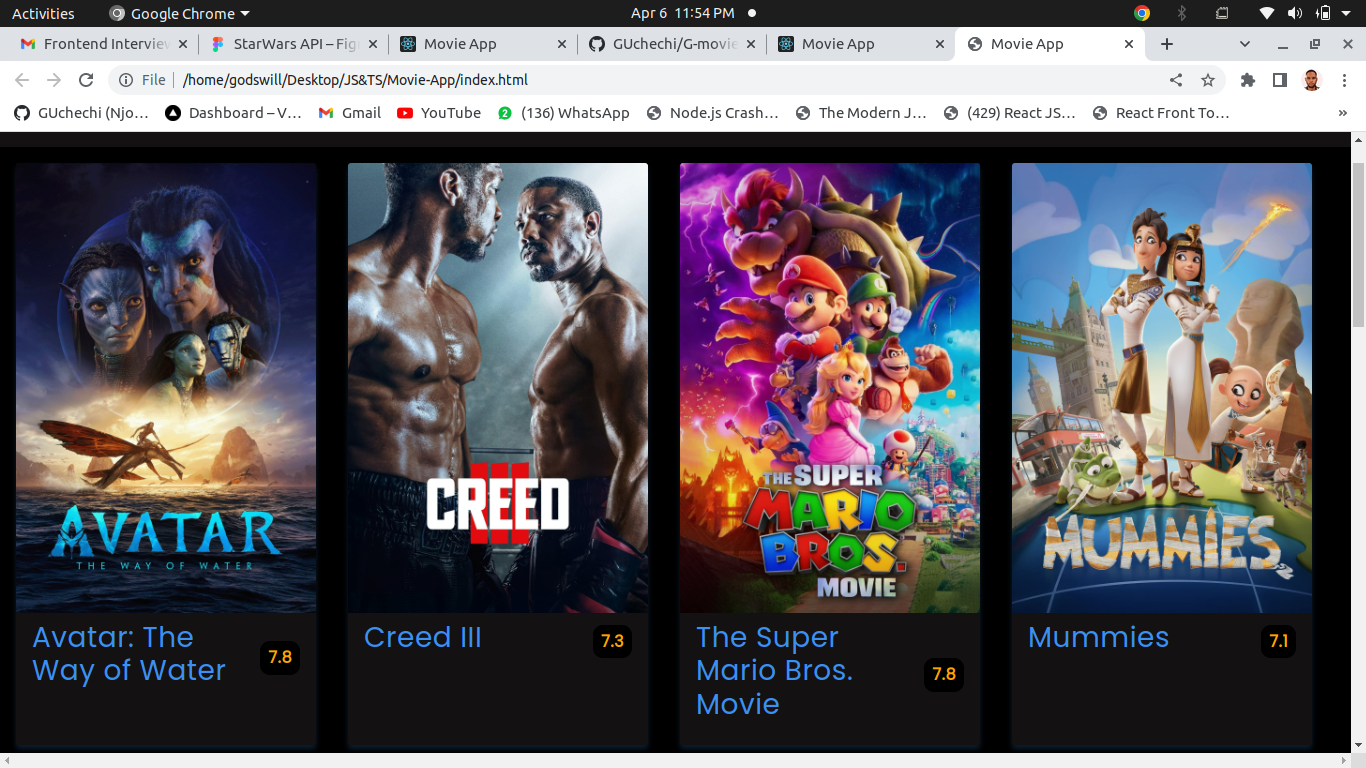 Activities Google Chrome Apr 6 11:54 PM
Frontend Interview StarWars API – Fig Movie App GUchechi/G-movie Movie App Movie App
File /home/godswill/Desktop/JS&TS/Movie-App/index.html
GUchechi (Njo… Dashboard – V… Gmail YouTube (136) WhatsApp Node.js Crash… The Modern J… (429) React JS… React Front To… »
AVATAR
THE WAY OF WATER
CREED
III
THE SUPER
MARIO
BROS.
MOVIE
MUMMIES
Avatar: The
Way of Water
7.8
Creed III
7.3
The Super
Mario Bros.
Movie
7.8
Mummies
7.1